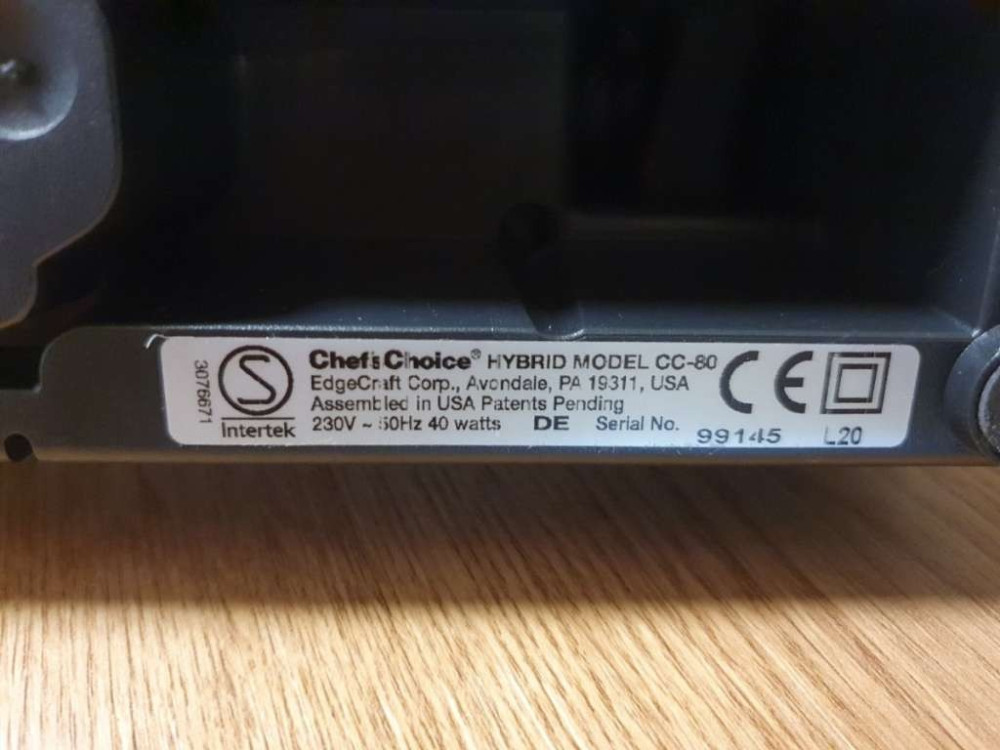 3076671
S
Intertek
Chef'sChoice® HYBRID MODEL CC-80
EdgeCraft Corp., Avondale, PA 19311, USA
Assembled in USA Patents Pending
230V ~ 50Hz 40 watts DE Serial No. 99145 L20
CE